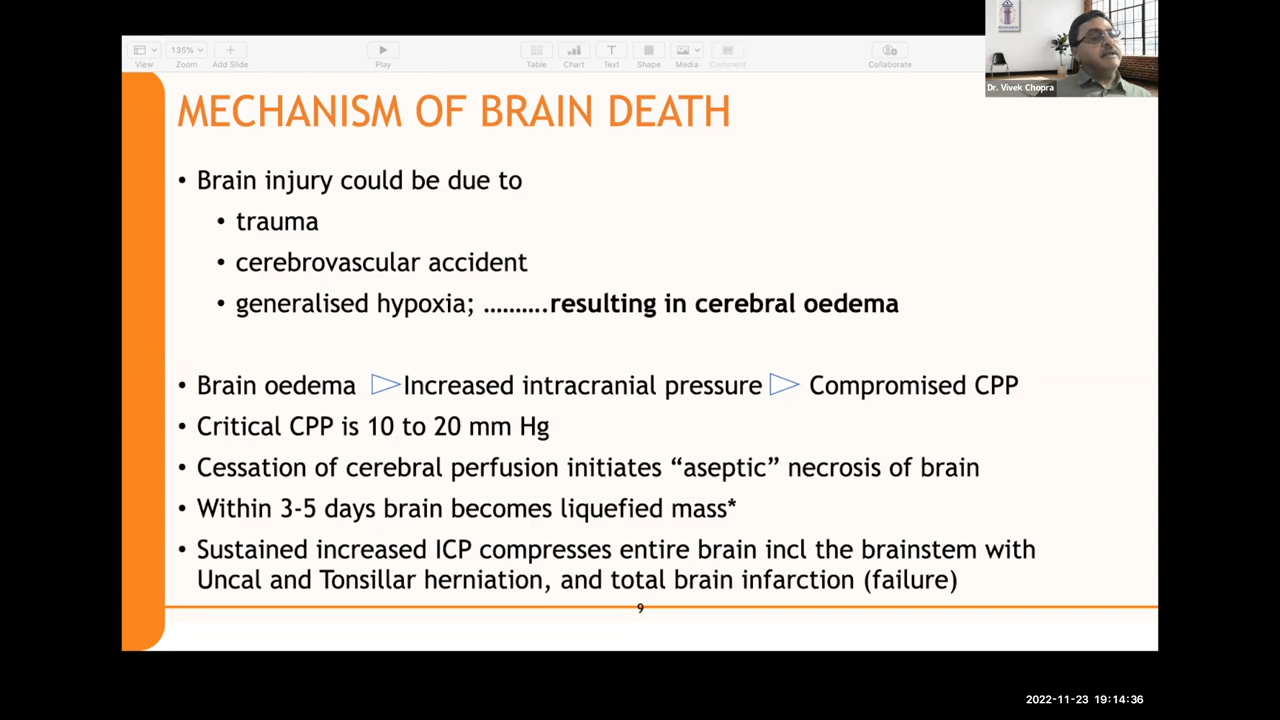 135%
View
Zoom
Add Slide
Play
Table
Chart
Text
Shape
Media
Comment
Collaborate
Dr. Vivek Chopra
MECHANISM OF BRAIN DEATH
• Brain injury could be due to
• trauma
• cerebrovascular accident
• generalised hypoxia; ..........resulting in cerebral oedema
• Brain oedema Increased intracranial pressure Compromised CPP
• Critical CPP is 10 to 20 mm Hg
• Cessation of cerebral perfusion initiates “aseptic” necrosis of brain
• Within 3-5 days brain becomes liquefied mass*
• Sustained increased ICP compresses entire brain incl the brainstem with
Uncal and Tonsillar herniation, and total brain infarction (failure)
9
2022-11-23 19:14:36